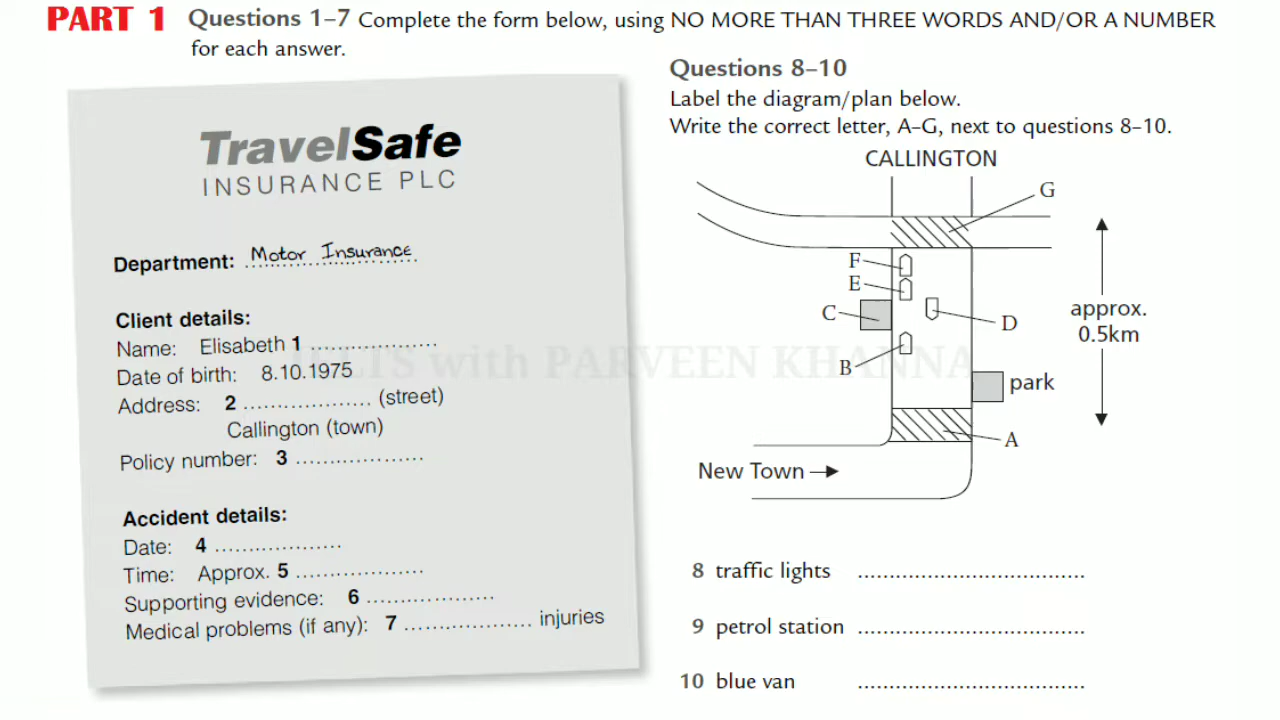 PART 1 Questions 1–7 Complete the form below, using NO MORE THAN THREE WORDS AND/OR A NUMBER
for each answer.
TravelSafe
INSURANCE PLC
Department: Motor Insurance
Client details:
Name: Elisabeth 1 ....................
Date of birth: 8.10.1975
Address: 2 .................... (street)
Callington (town)
Policy number: 3 ....................
Accident details:
Date: 4 ....................
Time: Approx. 5 ....................
Supporting evidence: 6 ....................
Medical problems (if any): 7 .................... injuries
Questions 8–10
Label the diagram/plan below.
Write the correct letter, A–G, next to questions 8–10.
CALLINGTON
G
F
E
C
D
B
approx.
0.5km
park
A
New Town
8 traffic lights ........................................
9 petrol station ........................................
10 blue van ........................................
IELTS with PARVEEN KHANNA